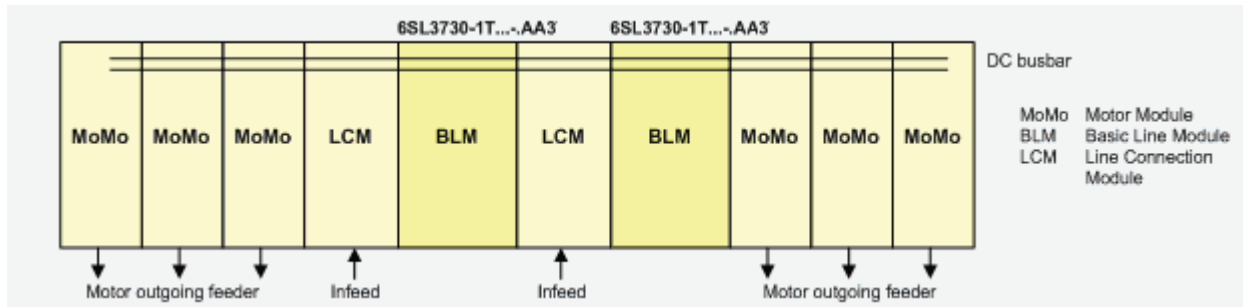 6SL3730-1T...-.AA3 6SL3730-1T...-.AA3
DC busbar
MoMo MoMo MoMo LCM BLM LCM BLM MoMo MoMo MoMo
MoMo Motor Module
BLM Basic Line Module
LCM Line Connection
Module
Motor outgoing feeder Infeed Infeed Motor outgoing feeder